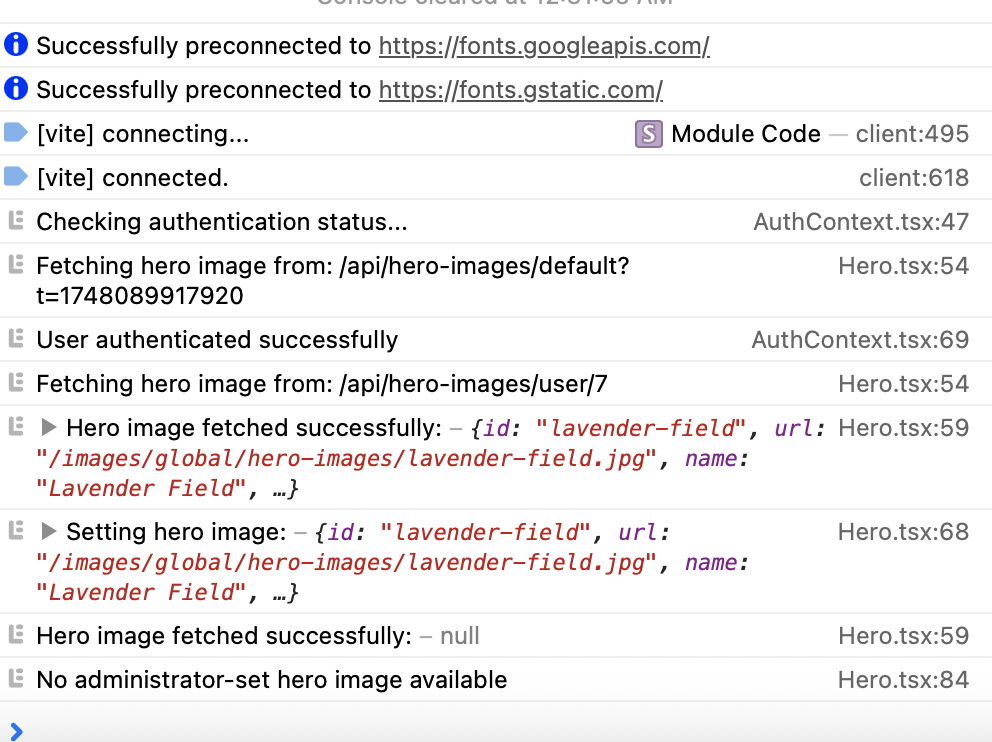 Successfully preconnected to https://fonts.googleapis.com/
Successfully preconnected to https://fonts.gstatic.com/
[vite] connecting... S Module Code — client:495
[vite] connected. client:618
Checking authentication status... AuthContext.tsx:47
Fetching hero image from: /api/hero-images/default? Hero.tsx:54
t=1748089917920
User authenticated successfully AuthContext.tsx:69
Fetching hero image from: /api/hero-images/user/7 Hero.tsx:54
Hero image fetched successfully: – {id: "lavender-field", url: Hero.tsx:59
"/images/global/hero-images/lavender-field.jpg", name:
"Lavender Field", …}
Setting hero image: – {id: "lavender-field", url: Hero.tsx:68
"/images/global/hero-images/lavender-field.jpg", name:
"Lavender Field", …}
Hero image fetched successfully: – null Hero.tsx:59
No administrator-set hero image available Hero.tsx:84